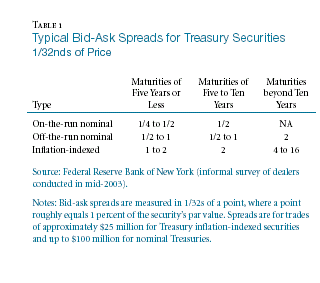 TABLE 1
Typical Bid-Ask Spreads for Treasury Securities
1/32nds of Price
Maturities of Maturities of Maturities
Five Years or Five to Ten beyond Ten
Type Less Years Years
On-the-run nominal 1/4 to 1/2 1/2 NA
Off-the-run nominal 1/2 to 1 1/2 to 1 2
Inflation-indexed 1 to 2 2 4 to 16
Source: Federal Reserve Bank of New York (informal survey of dealers
conducted in mid-2003).
Notes: Bid-ask spreads are measured in 1/32s of a point, where a point
roughly equals 1 percent of the security's par value. Spreads are for trades
of approximately $25 million for Treasury inflation-indexed securities
and up to $100 million for nominal Treasuries.